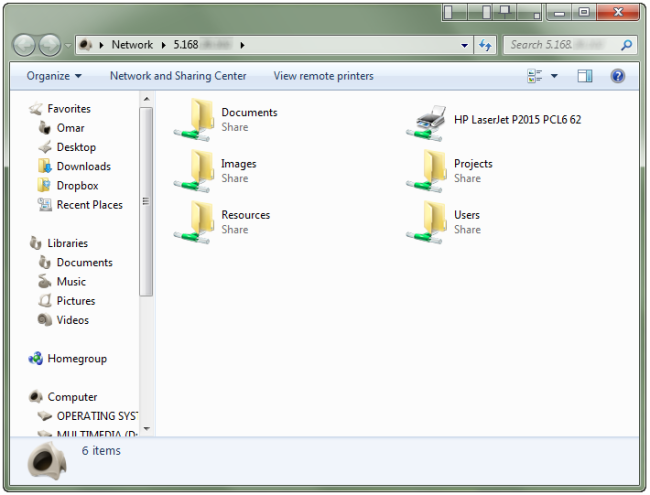 Network
5.168
Search 5.168.
Organize
Network and Sharing Center
View remote printers
Favorites
Omar
Desktop
Downloads
Dropbox
Recent Places
Libraries
Documents
Music
Pictures
Videos
Homegroup
Computer
OPERATING SYST
MULTIMEDIA (D:
Documents
Share
HP LaserJet P2015 PCL6 62
Images
Share
Projects
Share
Resources
Share
Users
Share
6 items